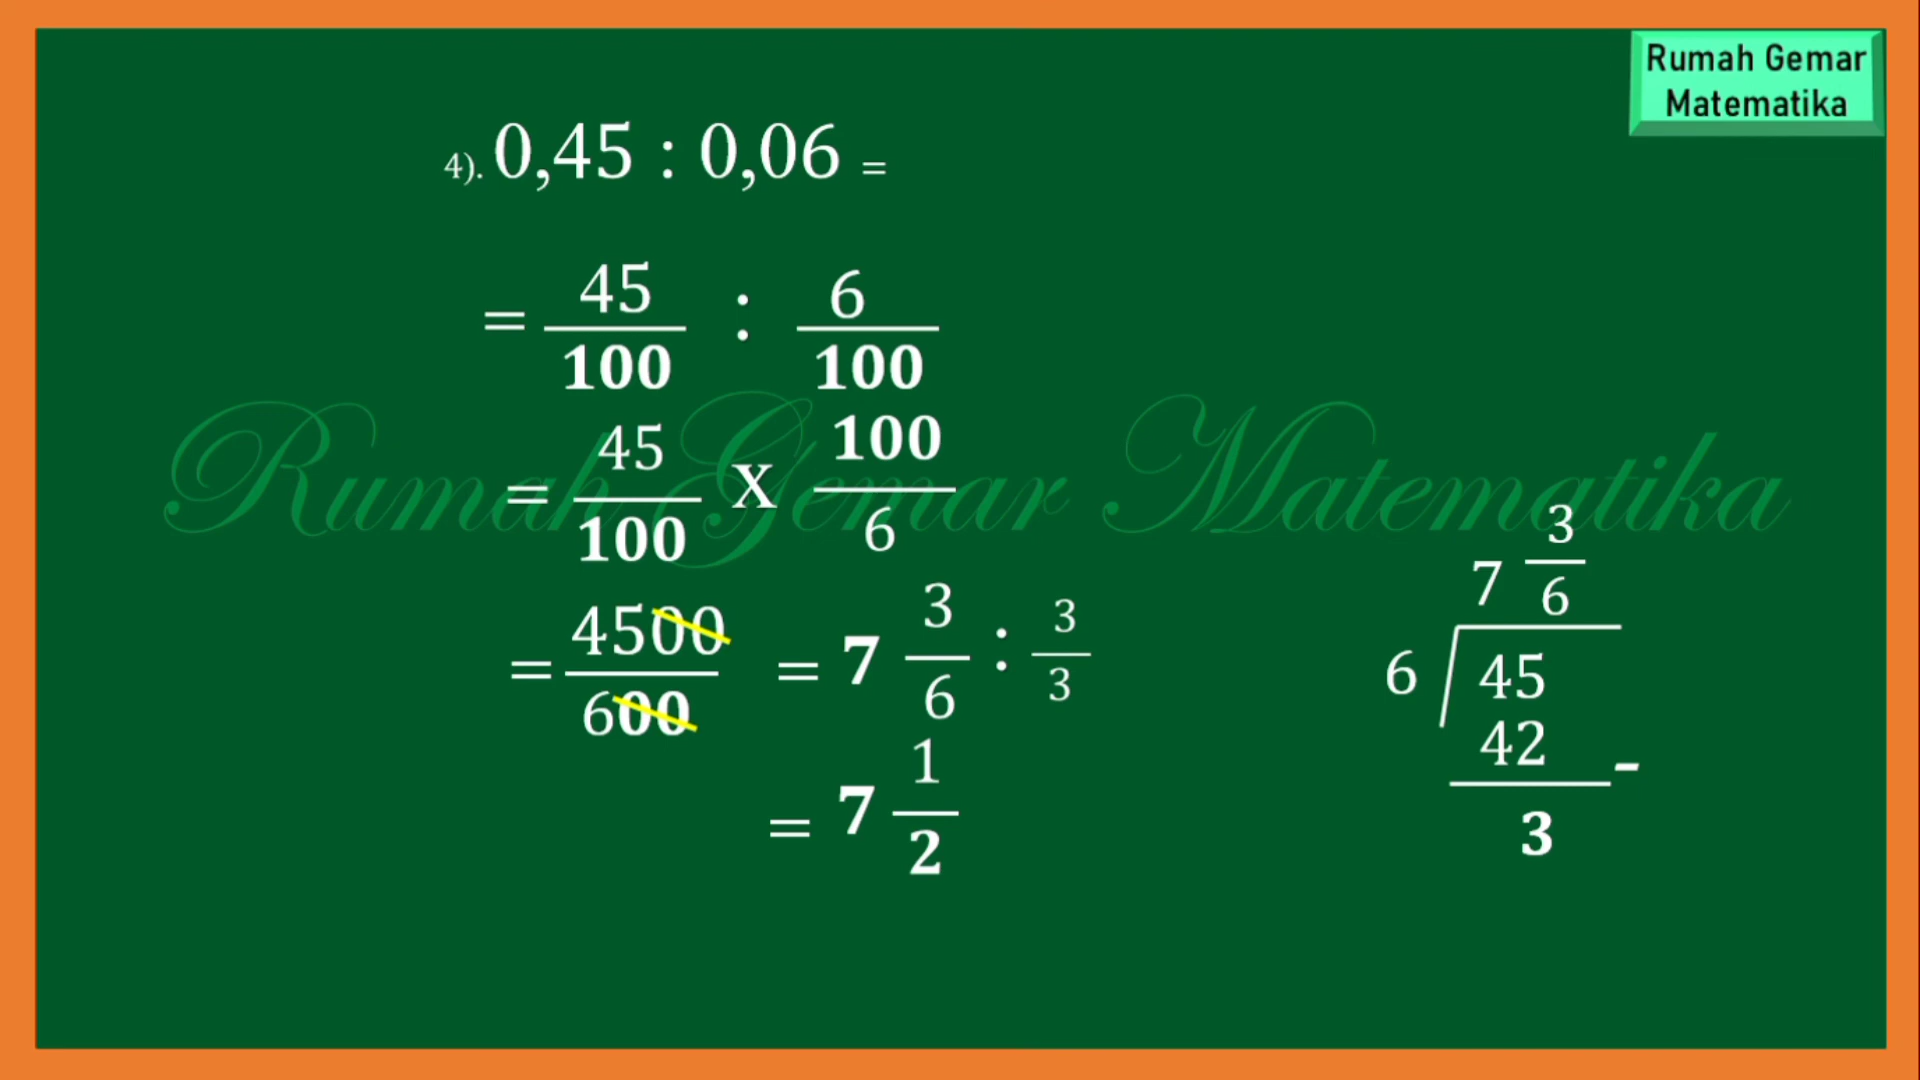 Rumah Gemar
Matematika
4). 0,45 : 0,06 =
= 45/100 : 6/100
= 45/100 X 100/6
= 4500/600 = 7 3/6 : 3/3
= 7 1/2
7 3/6
6 45
42 -
3
Rumah Gemar Matematika